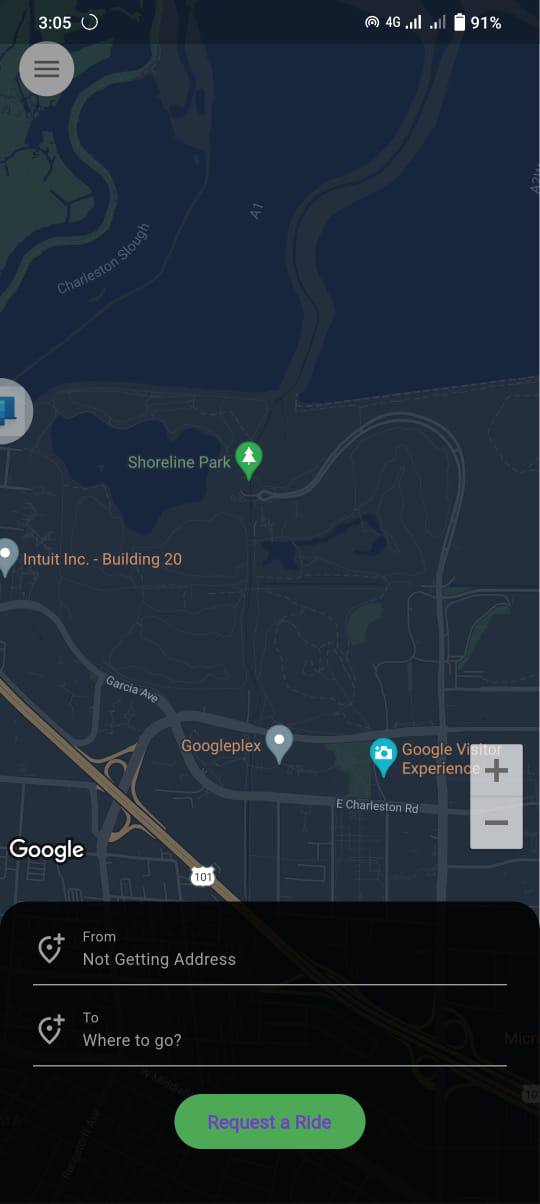 3:05
4G
91%
A1
Charleston Slough
Shoreline Park
Intuit Inc. - Building 20
Garcia Ave
Googleplex
Google Visitor
Experience
E Charleston Rd
Google
101
From
Not Getting Address
To
Where to go?
Request a Ride